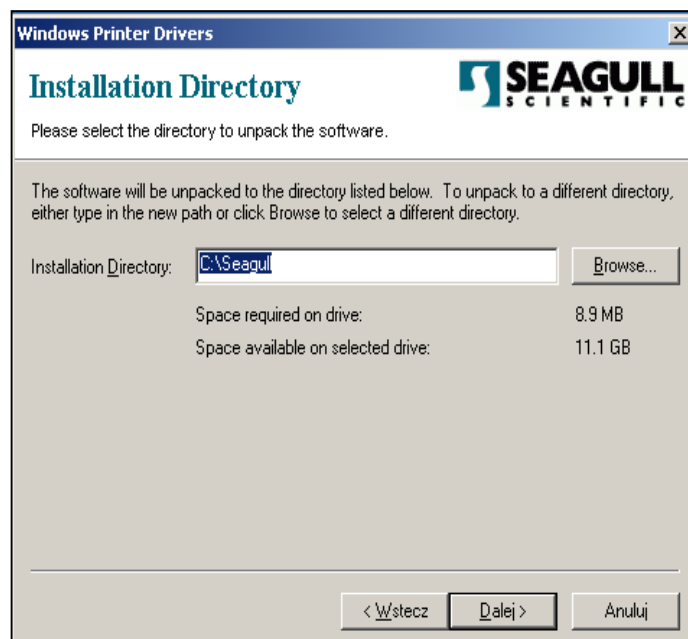 Windows Printer Drivers
Installation Directory
SEAGULL
SCIENTIFIC
Please select the directory to unpack the software.
The software will be unpacked to the directory listed below. To unpack to a different directory,
either type in the new path or click Browse to select a different directory.
Installation Directory: C:\Seagull Browse...
Space required on drive: 8.9 MB
Space available on selected drive: 11.1 GB
< Wstecz Dalej > Anuluj